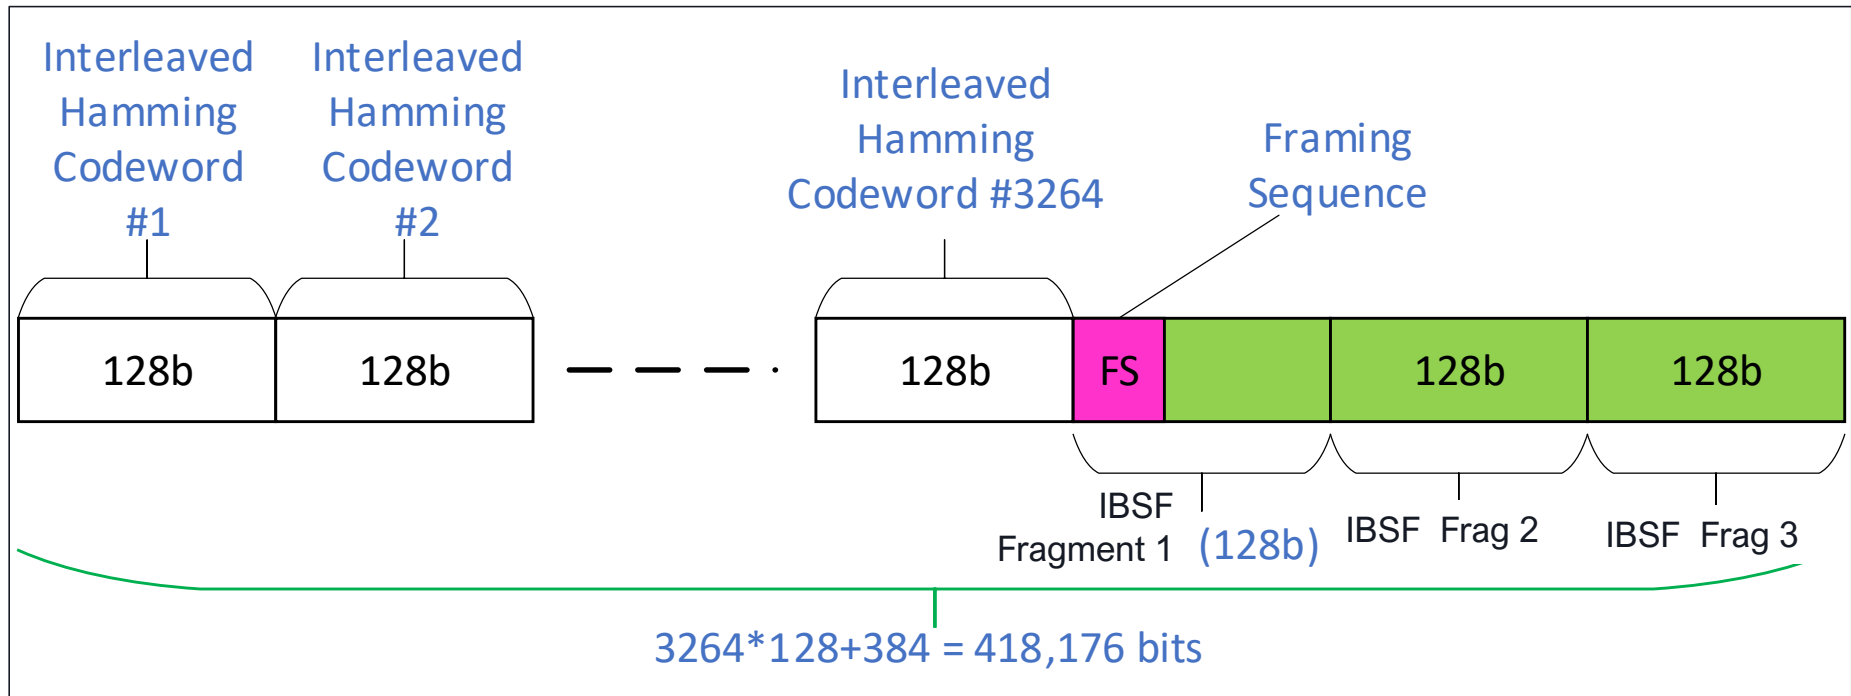 Interleaved
Hamming
Codeword
#1
Interleaved
Hamming
Codeword
#2
Interleaved
Hamming
Codeword #3264
Framing
Sequence
128b
128b
128b
FS
128b
128b
IBSF
Fragment 1 (128b)
IBSF Frag 2
IBSF Frag 3
3264*128+384 = 418,176 bits